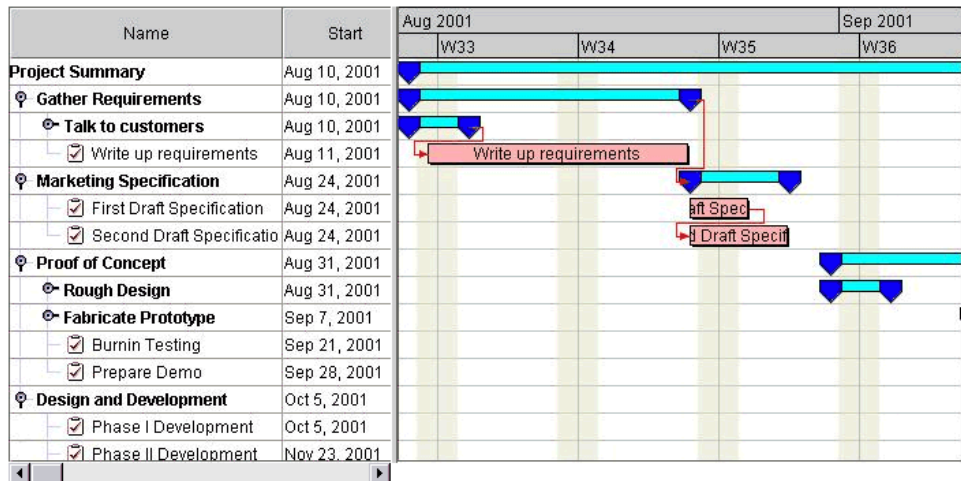 Name Start Aug 2001 Sep 2001
W33 W34 W35 W36
Project Summary Aug 10, 2001
Gather Requirements Aug 10, 2001
Talk to customers Aug 10, 2001
Write up requirements Aug 11, 2001 Write up requirements
Marketing Specification Aug 24, 2001
First Draft Specification Aug 24, 2001 aft Spec
Second Draft Specificatio Aug 24, 2001 d Draft Specif
Proof of Concept Aug 31, 2001
Rough Design Aug 31, 2001
Fabricate Prototype Sep 7, 2001
Burnin Testing Sep 21, 2001
Prepare Demo Sep 28, 2001
Design and Development Oct 5, 2001
Phase I Development Oct 5, 2001
Phase II Development Nov 23, 2001